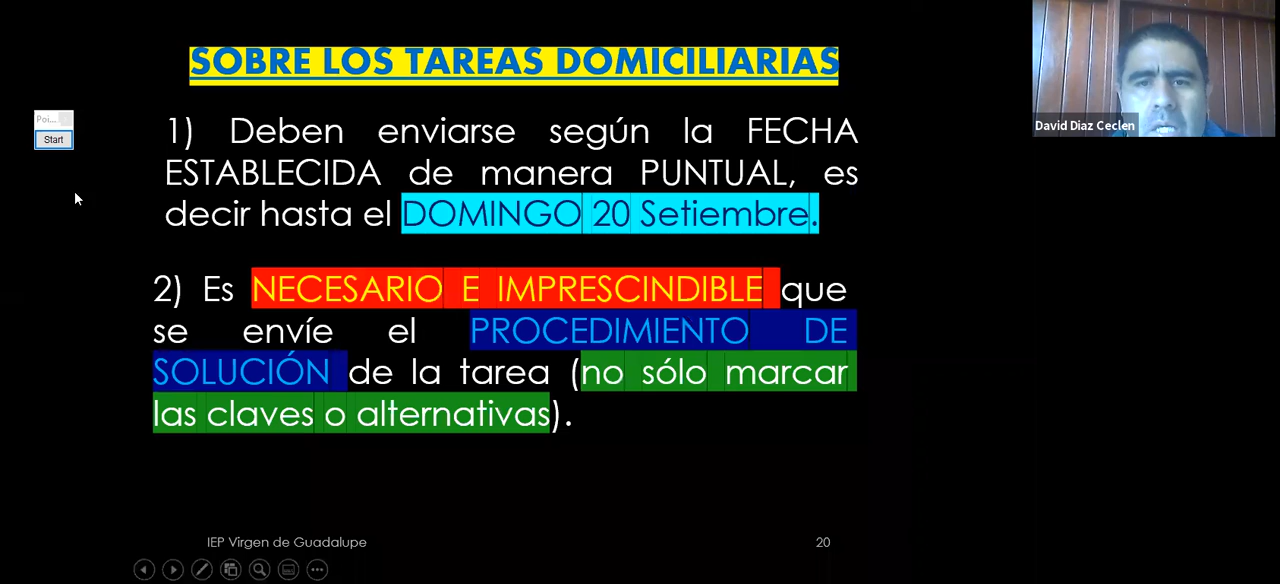 SOBRE LOS TAREAS DOMICILIARIAS
Poi...
Start
David Diaz Ceclen
1) Deben enviarse según la FECHA
ESTABLECIDA de manera PUNTUAL, es
decir hasta el DOMINGO 20 Setiembre.
2) Es NECESARIO E IMPRESCINDIBLE que
se envíe el PROCEDIMIENTO DE
SOLUCIÓN de la tarea (no sólo marcar
las claves o alternativas).
IEP Virgen de Guadalupe
20